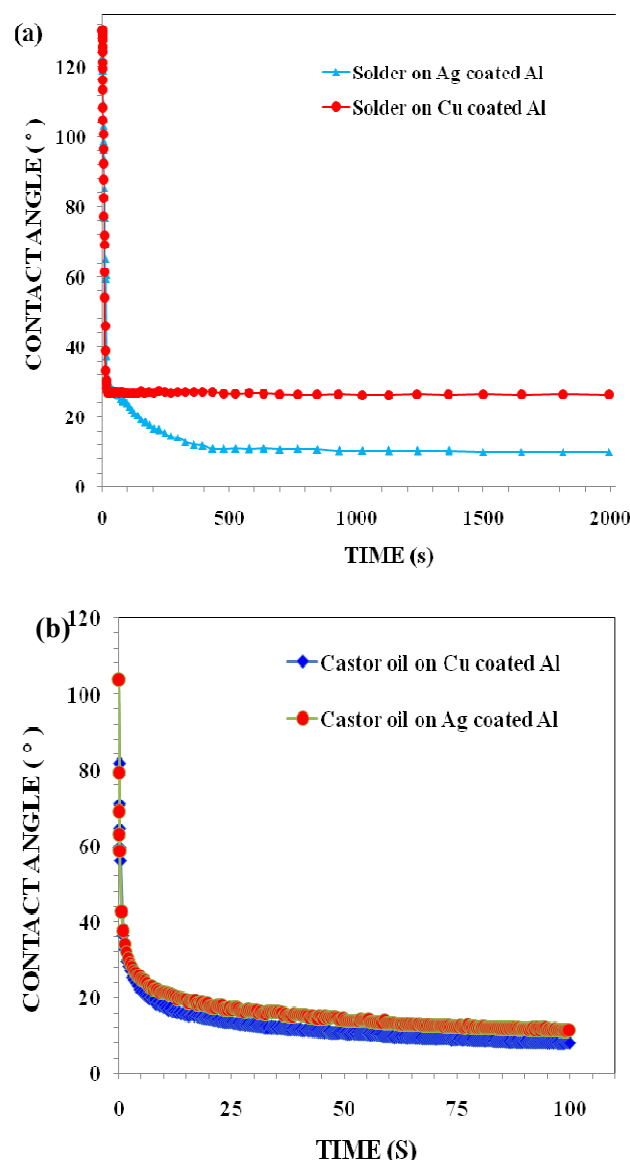 (a)
120
100
80
60
40
20
0
CONTACT ANGLE ( ° )
Solder on Ag coated Al
Solder on Cu coated Al
0 500 1000 1500 2000
TIME (s)
(b)
120
100
80
60
40
20
0
CONTACT ANGLE ( ° )
Castor oil on Cu coated Al
Castor oil on Ag coated Al
0 25 50 75 100
TIME (S)